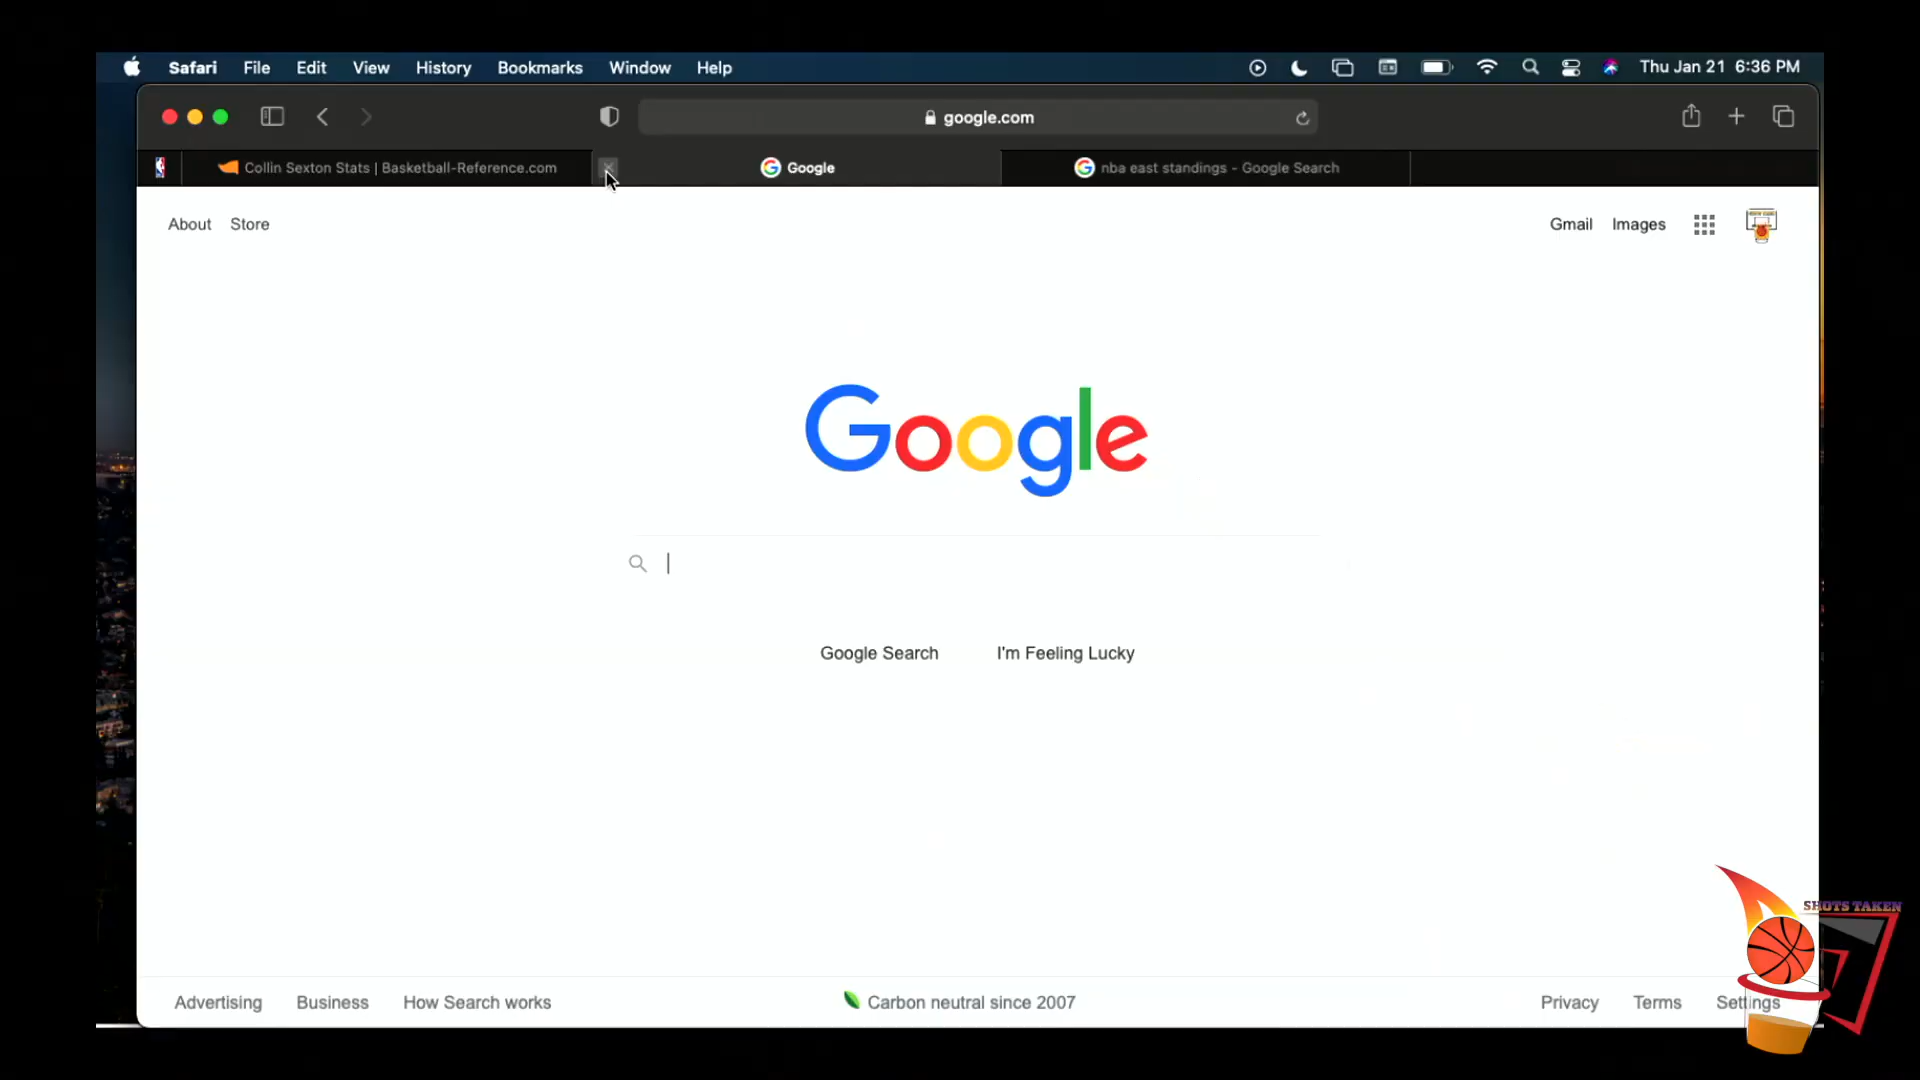 Safari File Edit View History Bookmarks Window Help Thu Jan 21 6:36 PM
google.com
Collin Sexton Stats | Basketball-Reference.com Google nba east standings - Google Search
About Store Gmail Images
Google
Google Search I'm Feeling Lucky
SHOTS TAKEN
Advertising Business How Search works Carbon neutral since 2007 Privacy Terms Settings